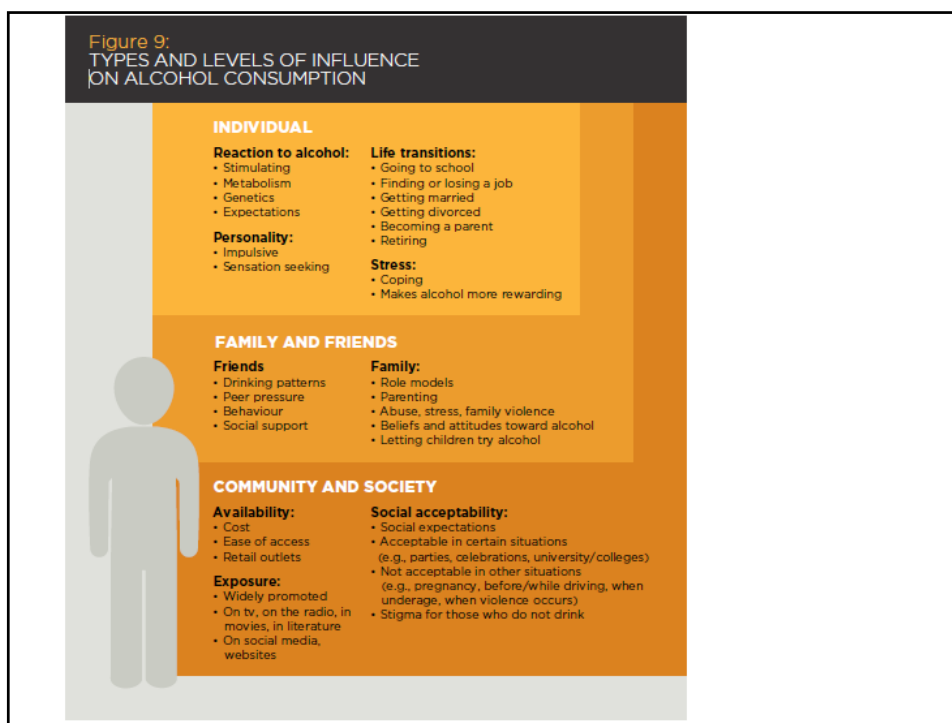 Figure 9:
TYPES AND LEVELS OF INFLUENCE
ON ALCOHOL CONSUMPTION
INDIVIDUAL
Reaction to alcohol:
• Stimulating
• Metabolism
• Genetics
• Expectations
Personality:
• Impulsive
• Sensation seeking
Life transitions:
• Going to school
• Finding or losing a job
• Getting married
• Getting divorced
• Becoming a parent
• Retiring
Stress:
• Coping
• Makes alcohol more rewarding
FAMILY AND FRIENDS
Friends
• Drinking patterns
• Peer pressure
• Behaviour
• Social support
Family:
• Role models
• Parenting
• Abuse, stress, family violence
• Beliefs and attitudes toward alcohol
• Letting children try alcohol
COMMUNITY AND SOCIETY
Availability:
• Cost
• Ease of access
• Retail outlets
Exposure:
• Widely promoted
• On tv, on the radio, in
movies, in literature
• On social media,
websites
Social acceptability:
• Social expectations
• Acceptable in certain situations
(e.g., parties, celebrations, university/colleges)
• Not acceptable in other situations
(e.g., pregnancy, before/while driving, when
underage, when violence occurs)
• Stigma for those who do not drink